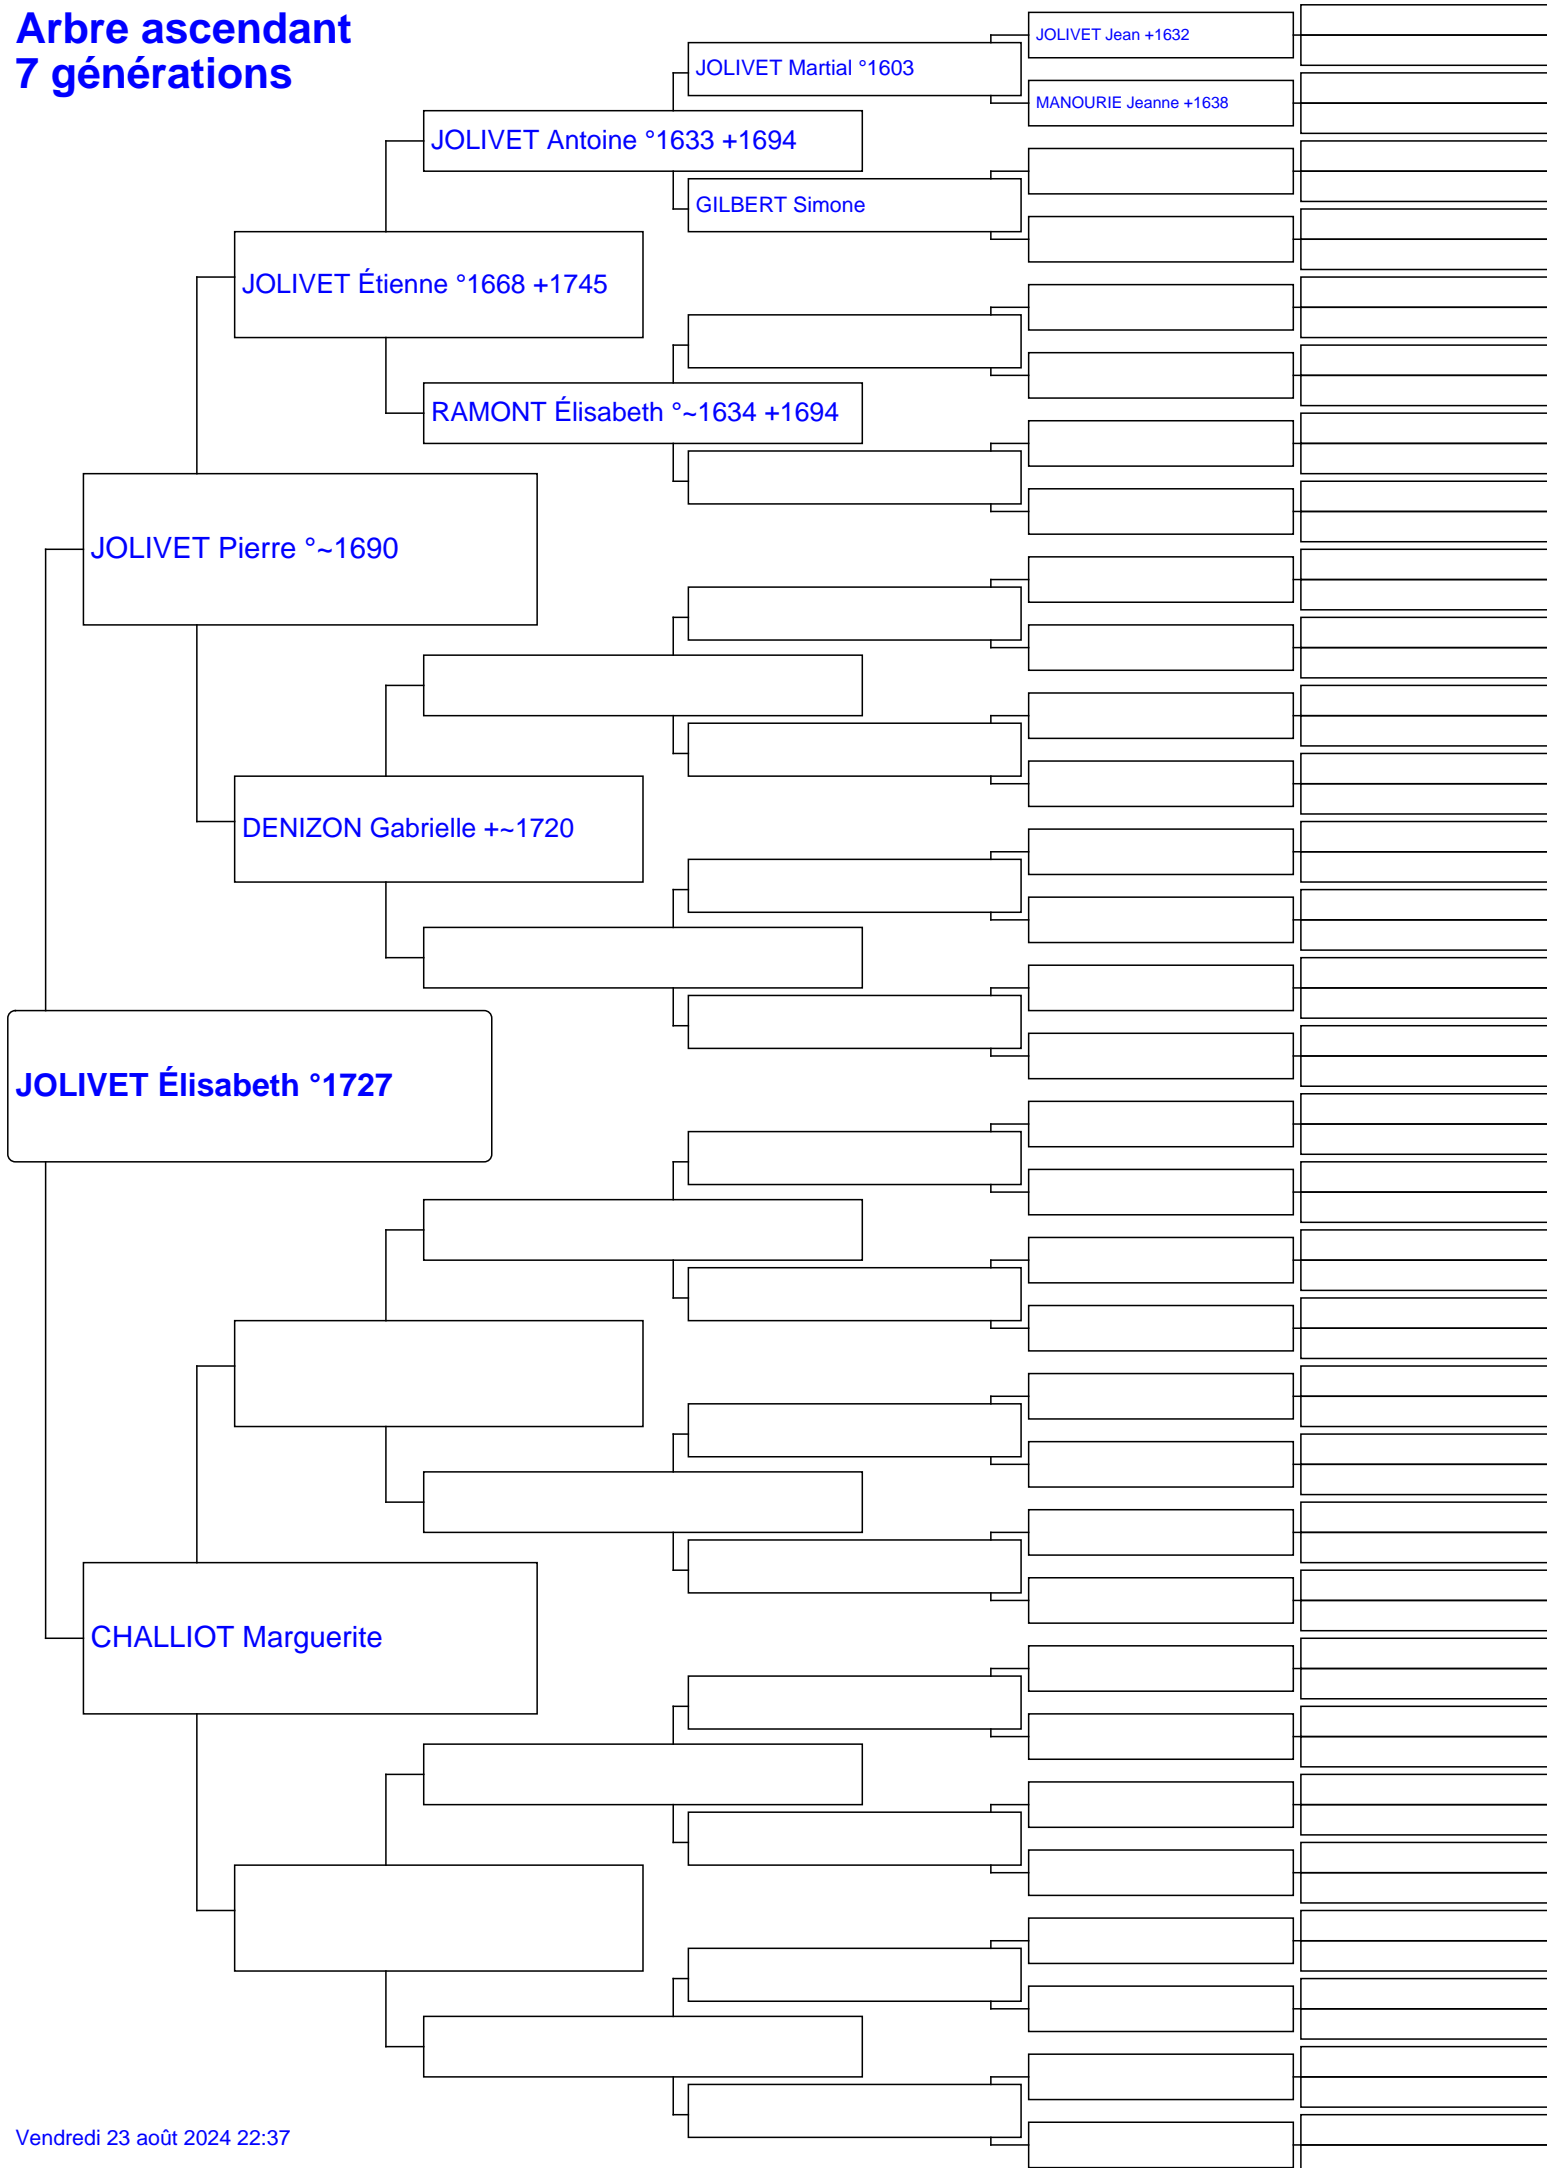 Arbre ascendant
7 générations
JOLIVET Jean +1632
JOLIVET Martial °1603
MANOURIE Jeanne +1638
JOLIVET Antoine °1633 +1694
GILBERT Simone
JOLIVET Étienne °1668 +1745
RAMONT Élisabeth °~1634 +1694
JOLIVET Pierre °~1690
DENIZON Gabrielle +~1720
JOLIVET Élisabeth °1727
CHALLIOT Marguerite
Vendredi 23 août 2024 22:37